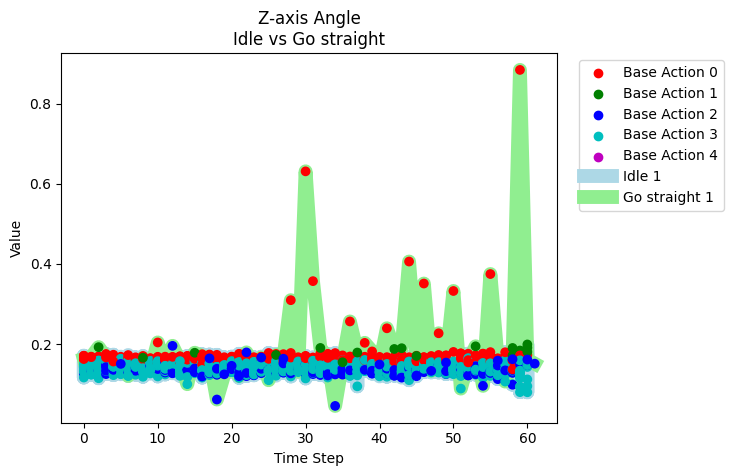 Z-axis Angle
Idle vs Go straight
Value
0.8
0.6
0.4
0.2
0 10 20 30 40 50 60
Time Step
Base Action 0
Base Action 1
Base Action 2
Base Action 3
Base Action 4
Idle 1
Go straight 1